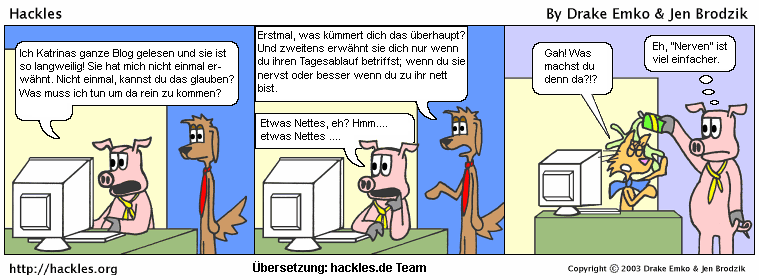 Hackles
By Drake Emko & Jen Brodzik
Ich Katrinas ganze Blog gelesen und sie ist
so langweilig! Sie hat mich nicht einmal er-
wähnt. Nicht einmal, kannst du das glauben?
Was muss ich tun um da rein zu kommen?
Erstmal, was kümmert dich das überhaupt?
Und zweitens erwähnt sie dich nur wenn
du ihren Tagesablauf betriffst; wenn du sie
nervst oder besser wenn du zu ihr nett
bist.
Etwas Nettes, eh? Hmm....
etwas Nettes ....
Gah! Was
machst du
denn da?!?
Eh, "Nerven" ist
viel einfacher.
http://hackles.org
Übersetzung: hackles.de Team
Copyright © 2003 Drake Emko & Jen Brodzik